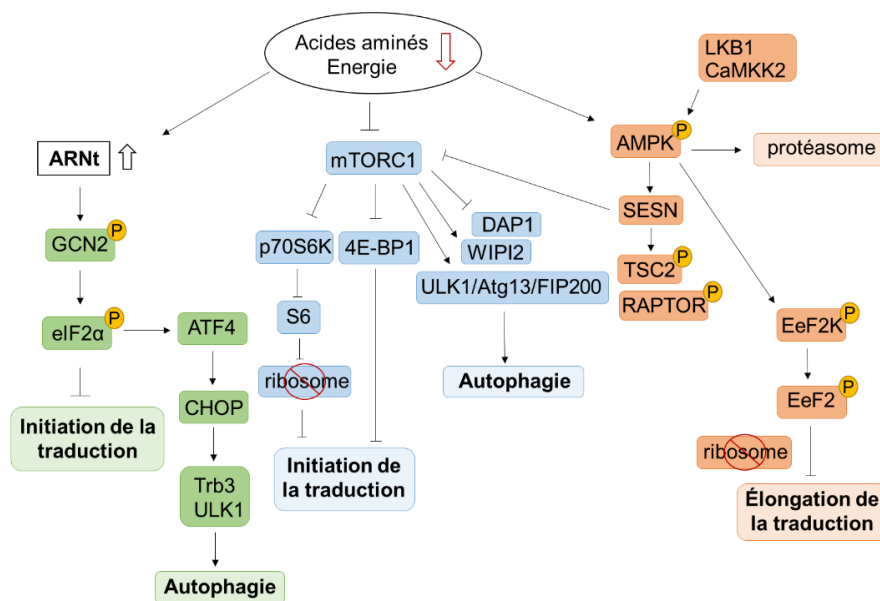 Acides aminés
Energie
LKB1
CaMKK2
ARNt
mTORC1
AMPK
P
protéasome
GCN2
P
p70S6K
4E-BP1
DAP1
WIPI2
SESN
ULK1/Atg13/FIP200
TSC2
P
RAPTOR
P
eIF2α
P
ATF4
S6
EeF2K
P
ribosome
Autophagie
CHOP
EeF2
P
Initiation de la
traduction
ribosome
Initiation de
la traduction
Trb3
ULK1
Élongation de
la traduction
Autophagie